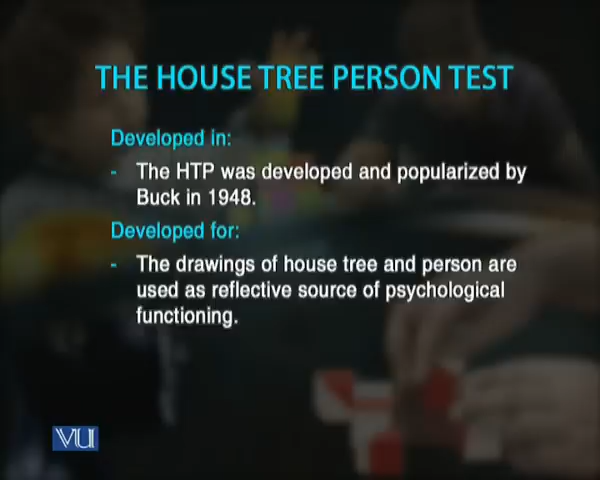 THE HOUSE TREE PERSON TEST
Developed in:
- The HTP was developed and popularized by
Buck in 1948.
Developed for:
- The drawings of house tree and person are
used as reflective source of psychological
functioning.
VU